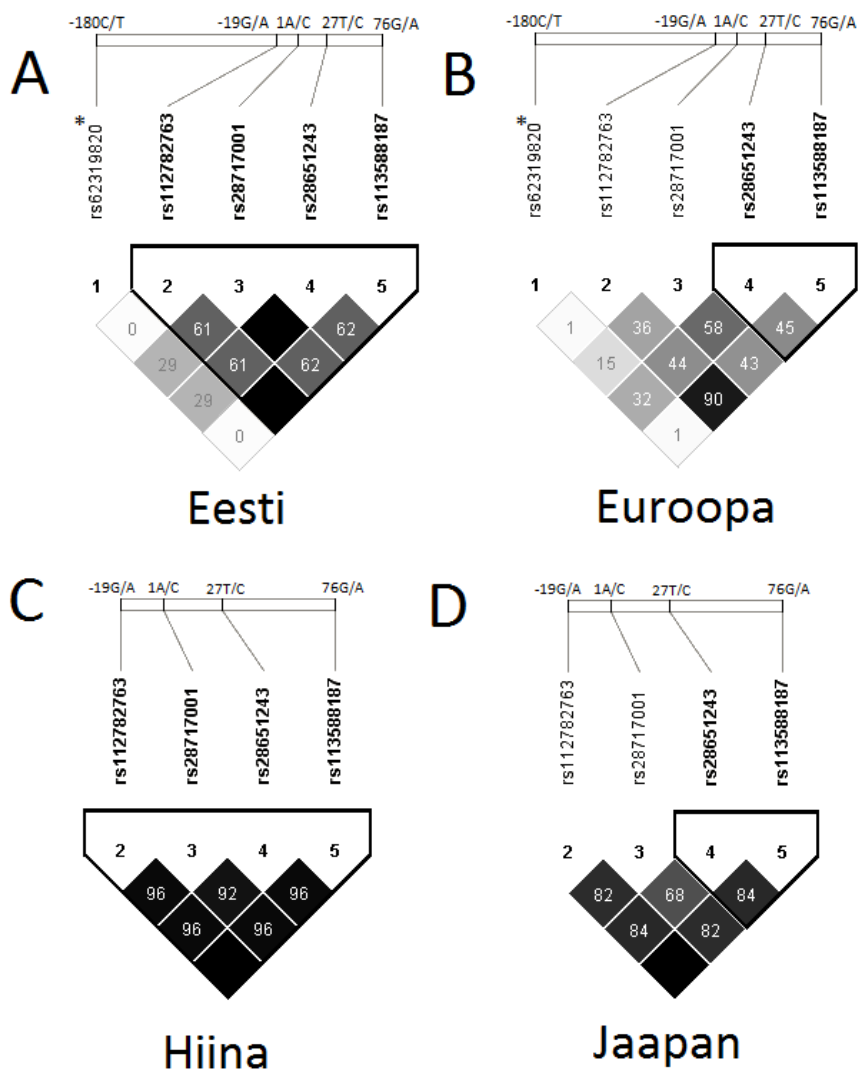 A
-180C/T -19G/A 1A/C 27T/C 76G/A
*
rs62319820 rs112782763 rs28717001 rs28651243 rs113588187
1 2 3 4 5
0 61 62
29 61 62
29
0
Eesti
B
-180C/T -19G/A 1A/C 27T/C 76G/A
*
rs62319820 rs112782763 rs28717001 rs28651243 rs113588187
1 2 3 4 5
1 36 58 45
15 44 43
32 90
1
Euroopa
C
-19G/A 1A/C 27T/C 76G/A
rs112782763 rs28717001 rs28651243 rs113588187
2 3 4 5
96 92 96
96 96
Hiina
D
-19G/A 1A/C 27T/C 76G/A
rs112782763 rs28717001 rs28651243 rs113588187
2 3 4 5
82 68 84
84 82
Jaapan